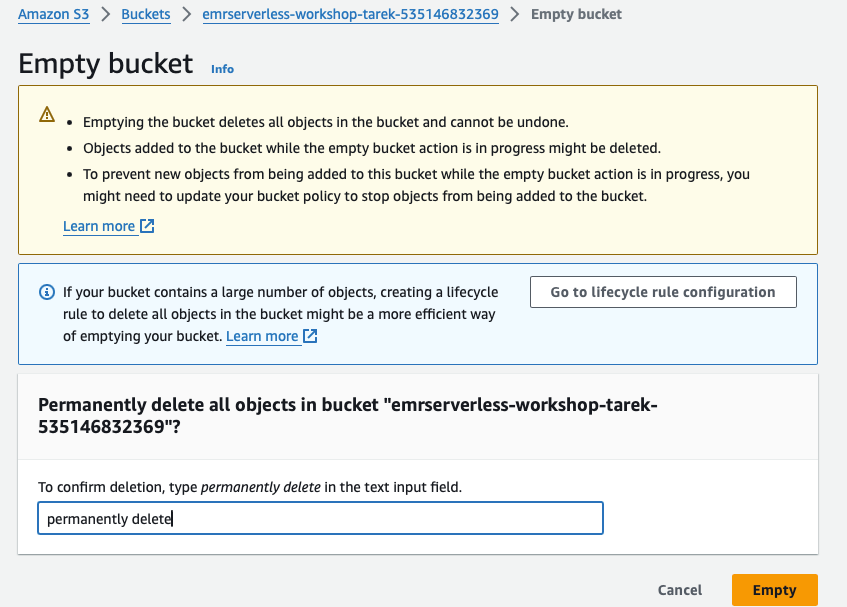 Amazon S3 > Buckets > emrserverless-workshop-tarek-535146832369 > Empty bucket
Empty bucket Info
• Emptying the bucket deletes all objects in the bucket and cannot be undone.
• Objects added to the bucket while the empty bucket action is in progress might be deleted.
• To prevent new objects from being added to this bucket while the empty bucket action is in progress, you
might need to update your bucket policy to stop objects from being added to the bucket.
Learn more
If your bucket contains a large number of objects, creating a lifecycle
rule to delete all objects in the bucket might be a more efficient way
of emptying your bucket. Learn more
Go to lifecycle rule configuration
Permanently delete all objects in bucket "emrserverless-workshop-tarek-
535146832369"?
To confirm deletion, type permanently delete in the text input field.
permanently delete
Cancel
Empty